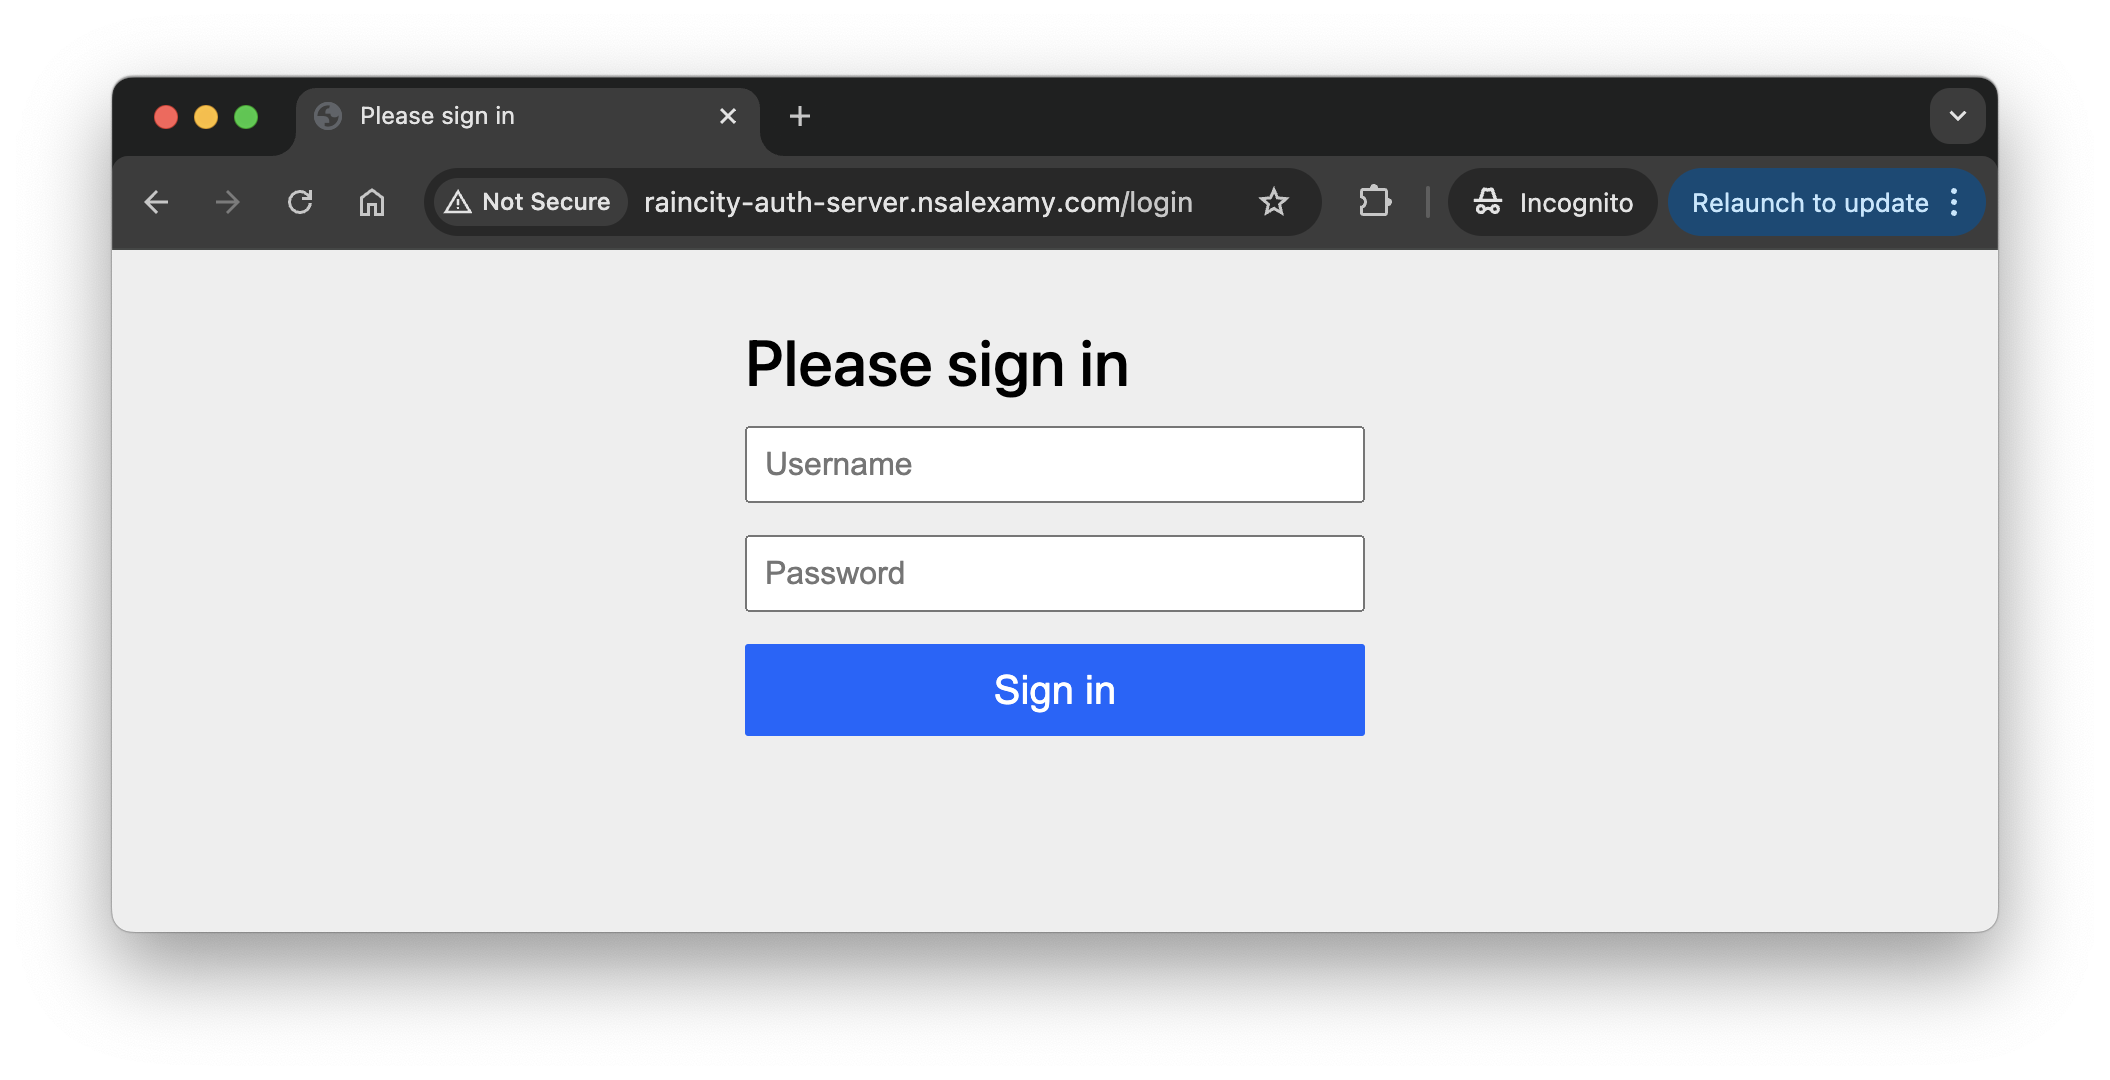 Please sign in
Not Secure raincity-auth-server.nsalexamy.com/login Incognito Relaunch to update
Please sign in
Username
Password
Sign in